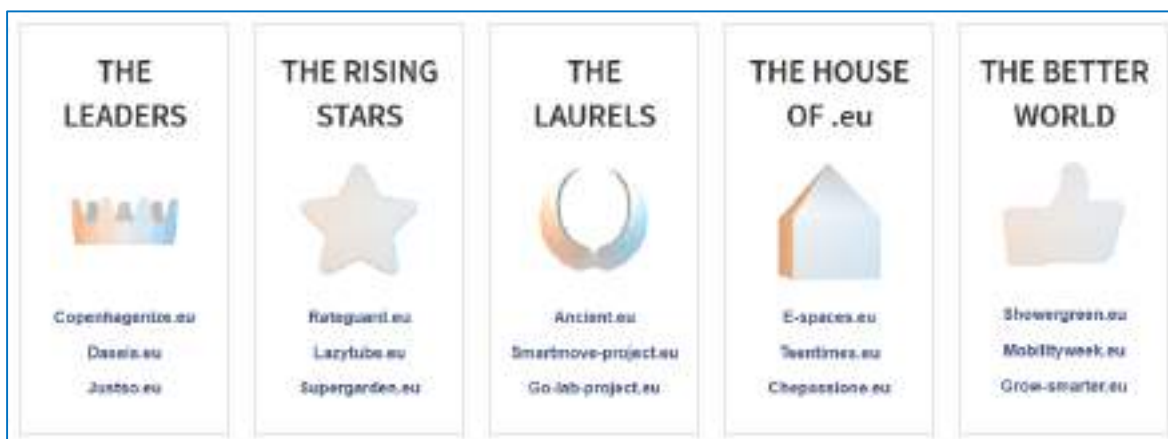 THE
LEADERS
Copenhagenize.eu
Daseis.eu
Justso.eu
THE RISING
STARS
Rateguard.eu
Lazytube.eu
Supergarden.eu
THE
LAURELS
Ancient.eu
Smartmove-project.eu
Go-lab-project.eu
THE HOUSE
OF .eu
E-spaces.eu
Teentimes.eu
Chepassione.eu
THE BETTER
WORLD
Showergreen.eu
Mobilityweek.eu
Grow-smarter.eu